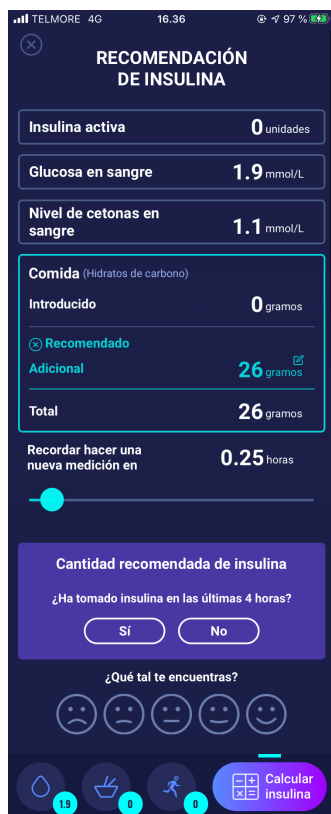 TELMORE 4G 16.36 97 %
RECOMENDACIÓN
DE INSULINA
Insulina activa 0 unidades
Glucosa en sangre 1.9 mmol/L
Nivel de cetonas en
sangre 1.1 mmol/L
Comida (Hidratos de carbono)
Introducido 0 gramos
Recomendado
Adicional 26 gramos
Total 26 gramos
Recordar hacer una
nueva medición en 0.25 horas
Cantidad recomendada de insulina
¿Ha tomado insulina en las últimas 4 horas?
Sí No
¿Qué tal te encuentras?
1.9 0 0 Calcular
insulina